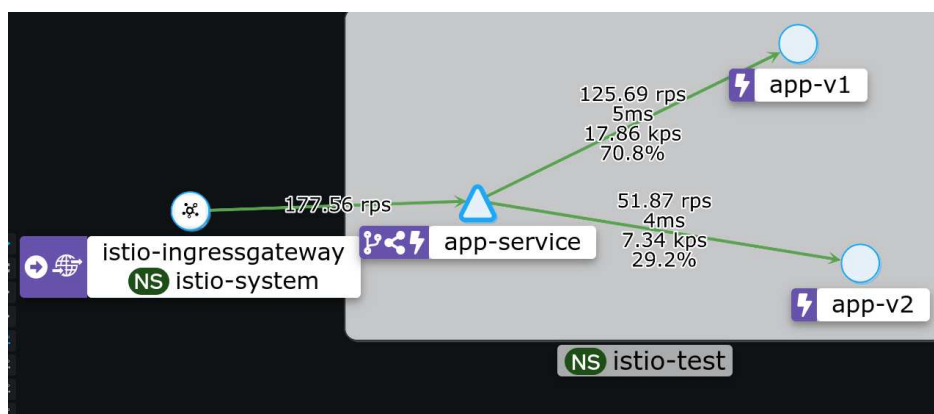 125.69 rps
5ms
17.86 kps
70.8%
app-v1
177.56 rps
51.87 rps
4ms
7.34 kps
29.2%
istio-ingressgateway
NS istio-system
app-service
app-v2
NS istio-test